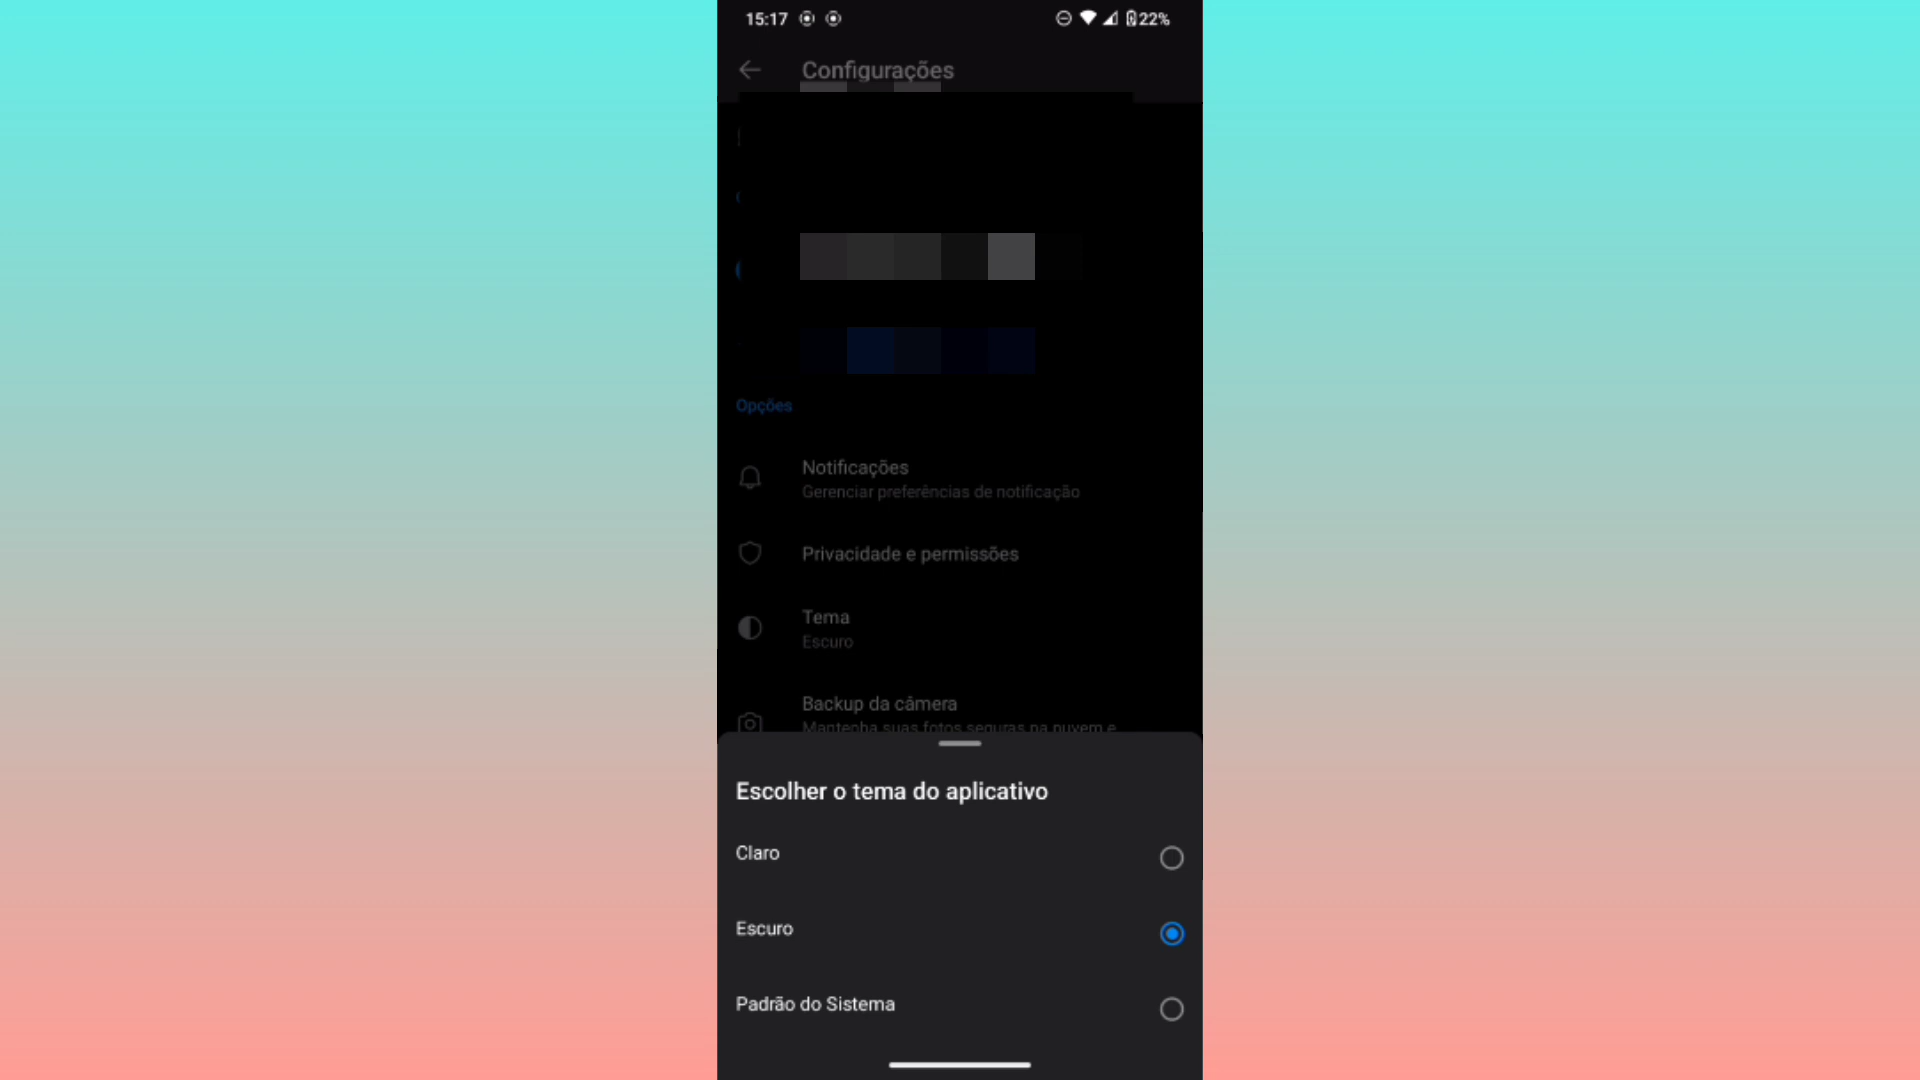 15:17 22%
Configurações
Opções
Notificações
Gerenciar preferências de notificação
Privacidade e permissões
Tema
Escuro
Backup da câmera
Mantenha suas fotos seguras na nuvem e
Escolher o tema do aplicativo
Claro
Escuro
Padrão do Sistema